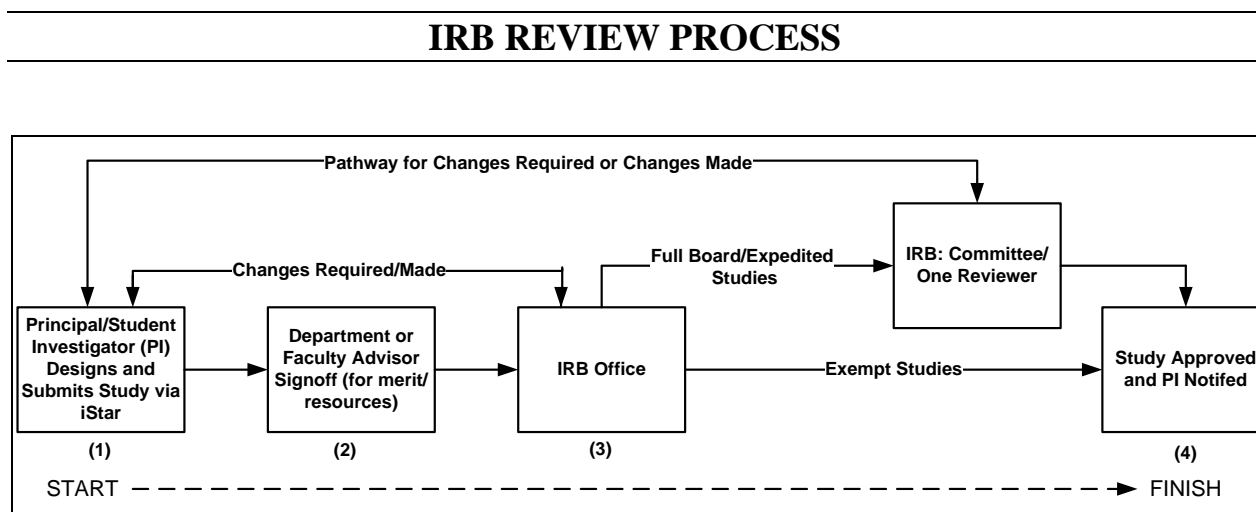 IRB REVIEW PROCESS
Pathway for Changes Required or Changes Made
Changes Required/Made
Full Board/Expedited
Studies
IRB: Committee/
One Reviewer
Principal/Student
Investigator (PI)
Designs and
Submits Study via
iStar
Department or
Faculty Advisor
Signoff (for merit/
resources)
IRB Office
Exempt Studies
Study Approved
and PI Notifed
(1)
(2)
(3)
(4)
START
FINISH